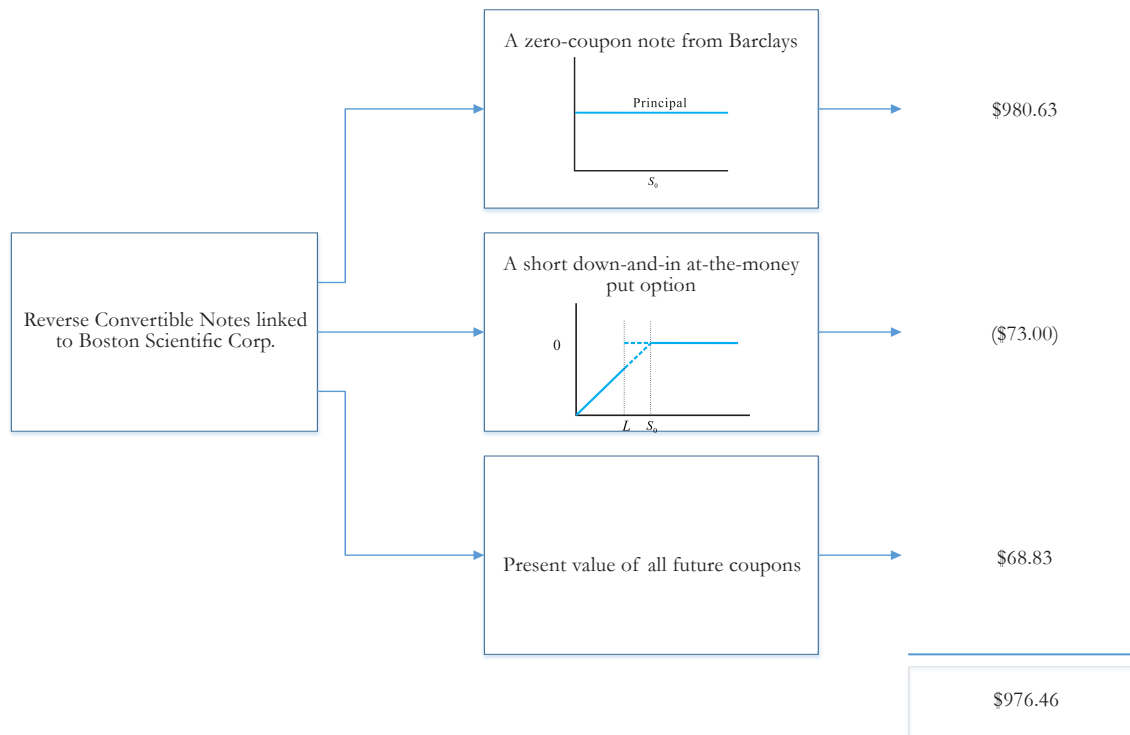 A zero-coupon note from Barclays
Principal
S₀
$980.63
Reverse Convertible Notes linked
to Boston Scientific Corp.
A short down-and-in at-the-money
put option
0
L S₀
($73.00)
Present value of all future coupons
$68.83
$976.46